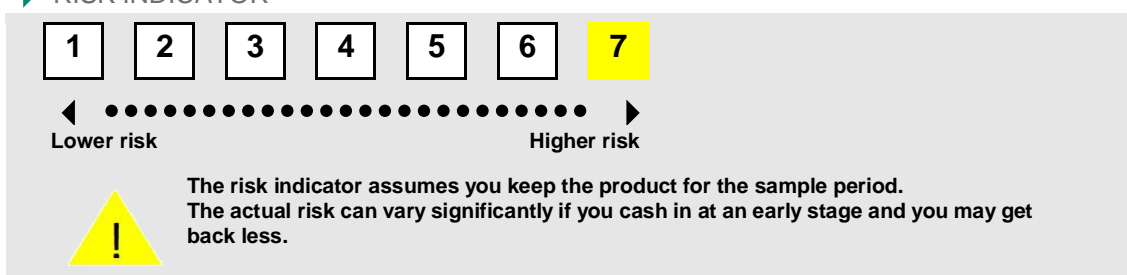 RISK INDICATOR
1 2 3 4 5 6 7
Lower risk Higher risk
The risk indicator assumes you keep the product for the sample period.
The actual risk can vary significantly if you cash in at an early stage and you may get
back less.
!